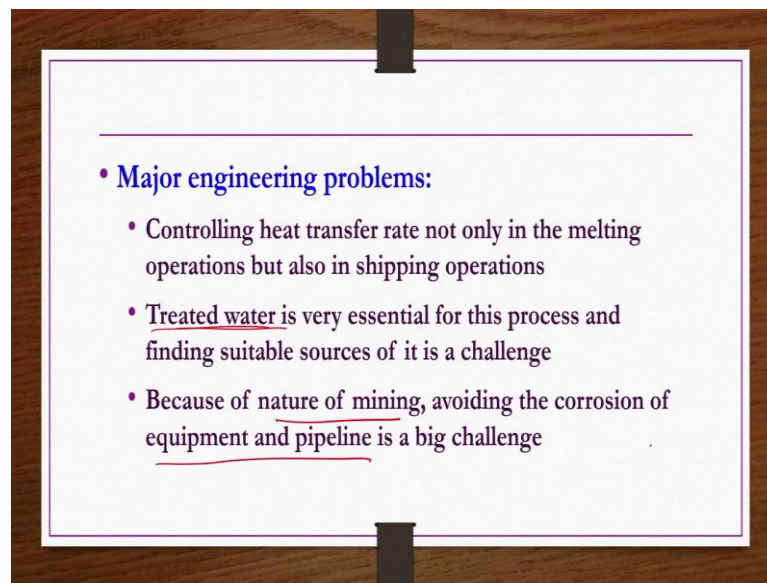 • Major engineering problems:
• Controlling heat transfer rate not only in the melting
operations but also in shipping operations
• Treated water is very essential for this process and
finding suitable sources of it is a challenge
• Because of nature of mining, avoiding the corrosion of
equipment and pipeline is a big challenge